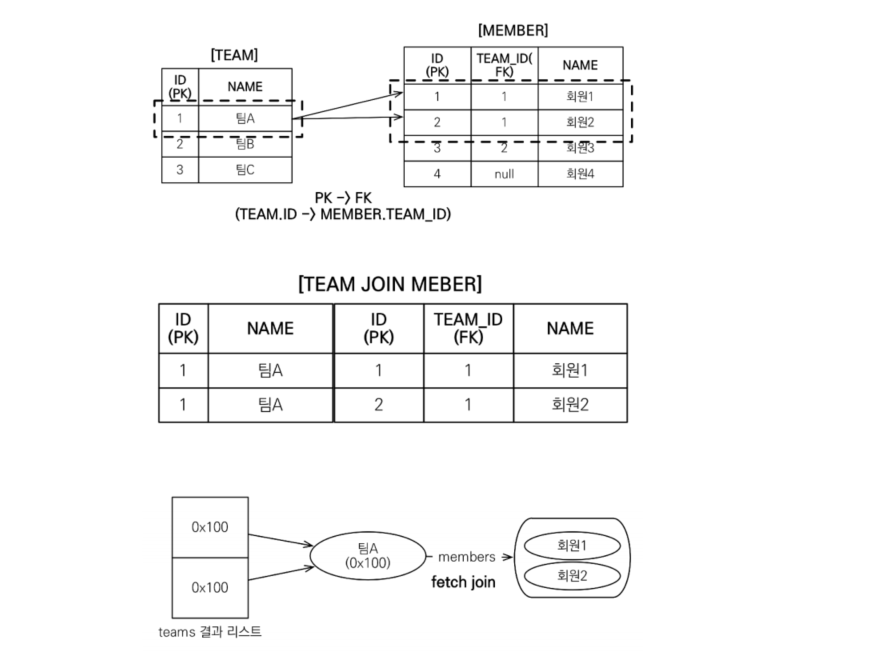 [TEAM]
ID
(PK)
NAME
1 팀A
2 팀B
3 팀C
[MEMBER]
ID
(PK)
TEAM_ID(
FK)
NAME
1 1 회원1
2 1 회원2
3 2 회원3
4 null 회원4
PK -> FK
(TEAM.ID -> MEMBER.TEAM_ID)
[TEAM JOIN MEBER]
ID
(PK)
NAME
ID
(PK)
TEAM_ID
(FK)
NAME
1 팀A 1 1 회원1
1 팀A 2 1 회원2
0x100
0x100
teams 결과 리스트
팀A
(0x100)
members
fetch join
회원1
회원2